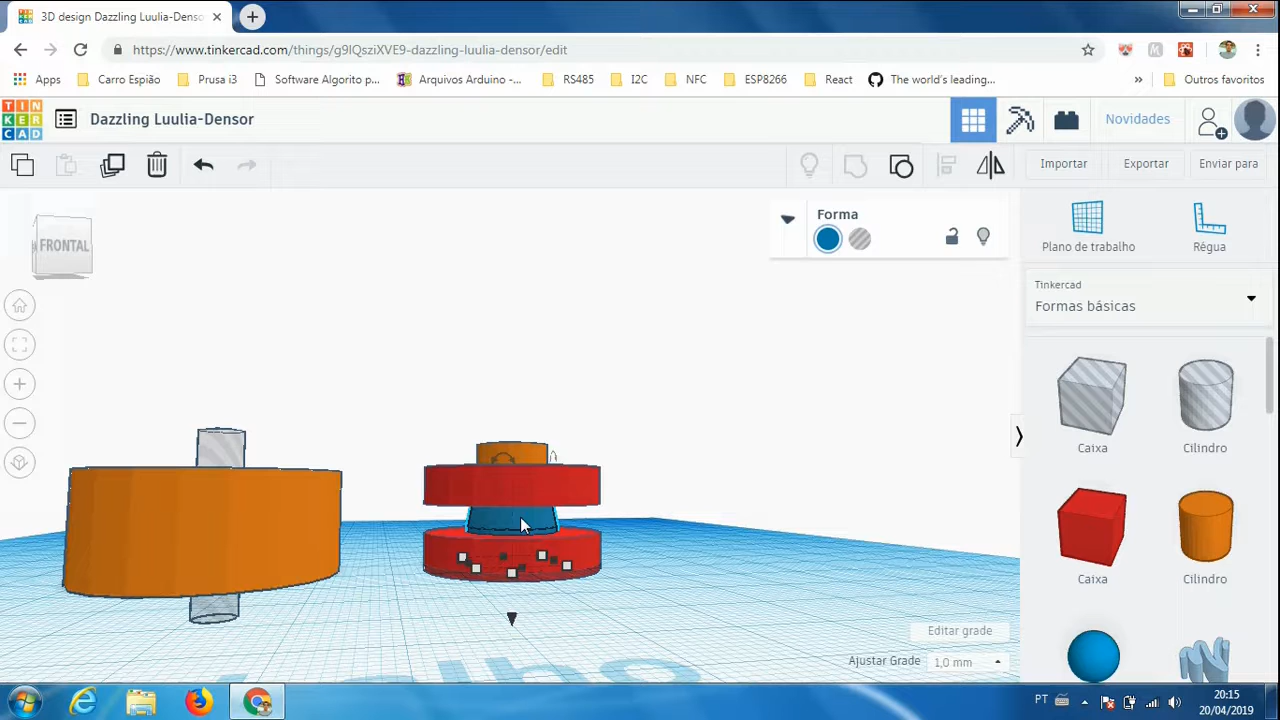 3D design Dazzling Luulia-Denso
https://www.tinkercad.com/things/g9lQsziXVE9-dazzling-luulia-densor/edit
Apps Carro Espião Prusa i3 Software Algorito p... Arquivos Arduino -... RS485 I2C NFC ESP8266 React The world's leading... » Outros favoritos
TIN
KER
CAD
Dazzling Luulia-Densor
Novidades
Importar Exportar Enviar para
Forma
FRONTAL
Plano de trabalho Régua
Tinkercad
Formas básicas
Caixa Cilindro
Caixa Cilindro
Editar grade
Ajustar Grade 1,0 mm
PT
20:15
20/04/2019